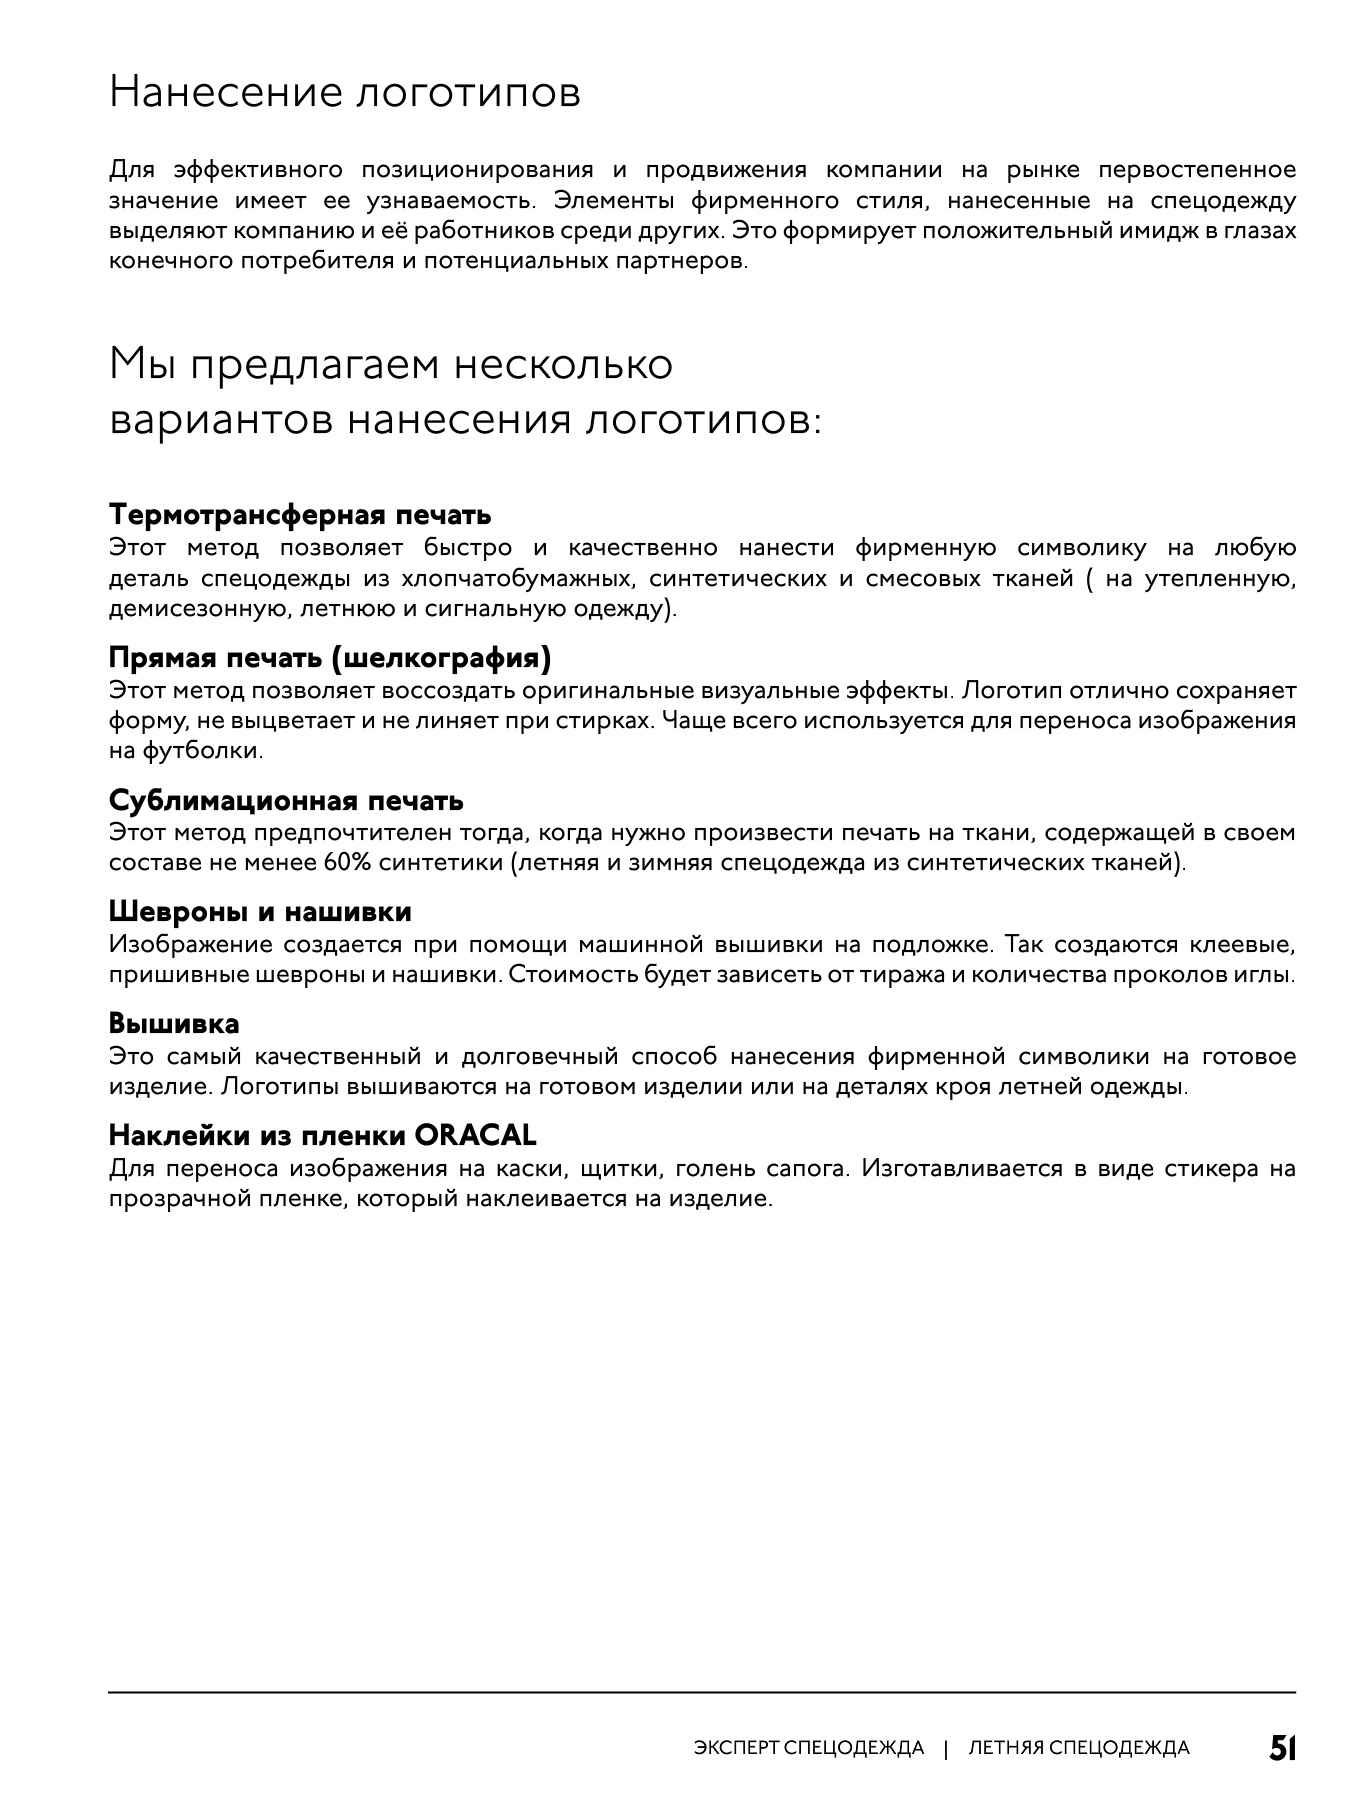 Нанесение логотипов
Для эффективного позиционирования и продвижения компании на рынке первостепенное
значение имеет ее узнаваемость. Элементы фирменного стиля, нанесенные на спецодежду
выделяют компанию и её работников среди других. Это формирует положительный имидж в глазах
конечного потребителя и потенциальных партнеров.
Мы предлагаем несколько
вариантов нанесения логотипов:
Термотрансферная печать
Этот метод позволяет быстро и качественно нанести фирменную символику на любую
деталь спецодежды из хлопчатобумажных, синтетических и смесовых тканей ( на утепленную,
демисезонную, летнюю и сигнальную одежду).
Прямая печать (шелкография)
Этот метод позволяет воссоздать оригинальные визуальные эффекты. Логотип отлично сохраняет
форму, не выцветает и не линяет при стирках. Чаще всего используется для переноса изображения
на футболки.
Сублимационная печать
Этот метод предпочтителен тогда, когда нужно произвести печать на ткани, содержащей в своем
составе не менее 60% синтетики (летняя и зимняя спецодежда из синтетических тканей).
Шевроны и нашивки
Изображение создается при помощи машинной вышивки на подложке. Так создаются клеевые,
пришивные шевроны и нашивки. Стоимость будет зависеть от тиража и количества проколов иглы.
Вышивка
Это самый качественный и долговечный способ нанесения фирменной символики на готовое
изделие. Логотипы вышиваются на готовом изделии или на деталях кроя летней одежды.
Наклейки из пленки ORACAL
Для переноса изображения на каски, щитки, голень сапога. Изготавливается в виде стикера на
прозрачной пленке, который наклеивается на изделие.
ЭКСПЕРТ СПЕЦОДЕЖДА | ЛЕТНЯЯ СПЕЦОДЕЖДА 51